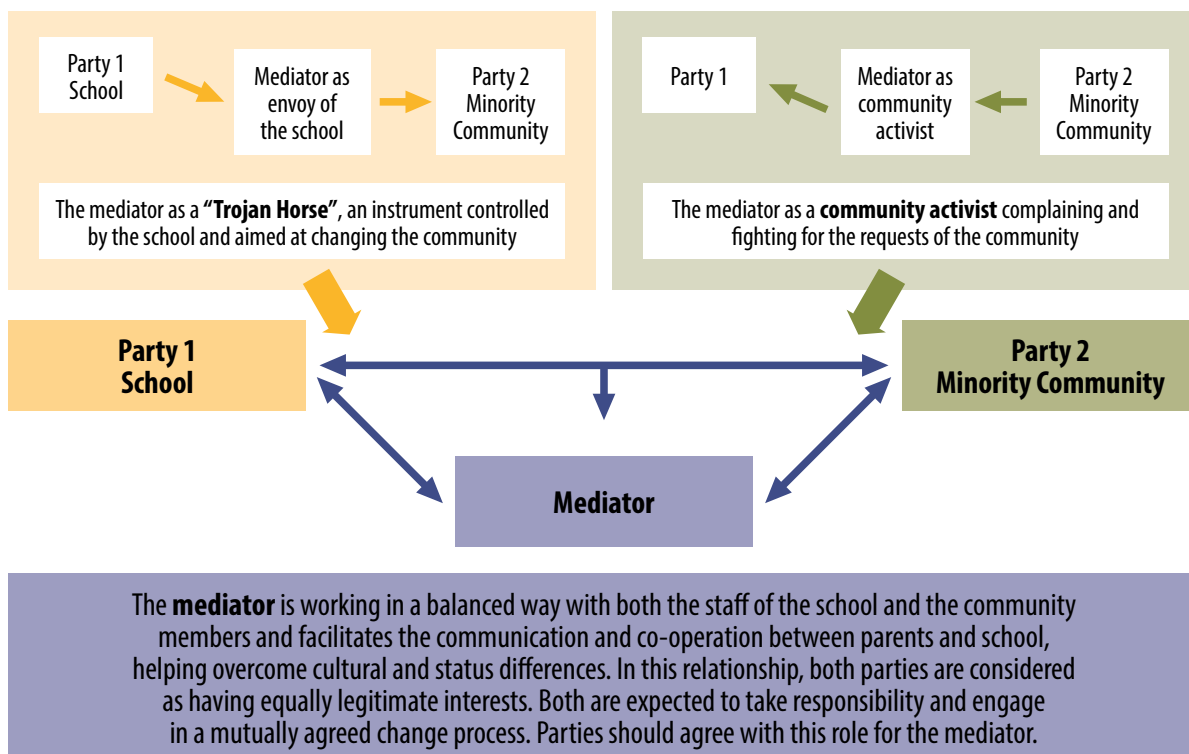 Party 1
School
Mediator as
envoy of
the school
Party 2
Minority
Community
The mediator as a “Trojan Horse”, an instrument controlled
by the school and aimed at changing the community
Party 1
Mediator as
community
activist
Party 2
Minority
Community
The mediator as a community activist complaining and
fighting for the requests of the community
Party 1
School
Party 2
Minority Community
Mediator
The mediator is working in a balanced way with both the staff of the school and the community
members and facilitates the communication and co-operation between parents and school,
helping overcome cultural and status differences. In this relationship, both parties are considered
as having equally legitimate interests. Both are expected to take responsibility and engage
in a mutually agreed change process. Parties should agree with this role for the mediator.